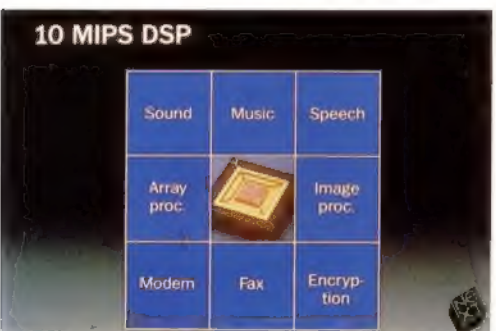 10 MIPS DSP
Sound Music Speech
Array proc. Image proc.
Modem Fax Encryp-
tion